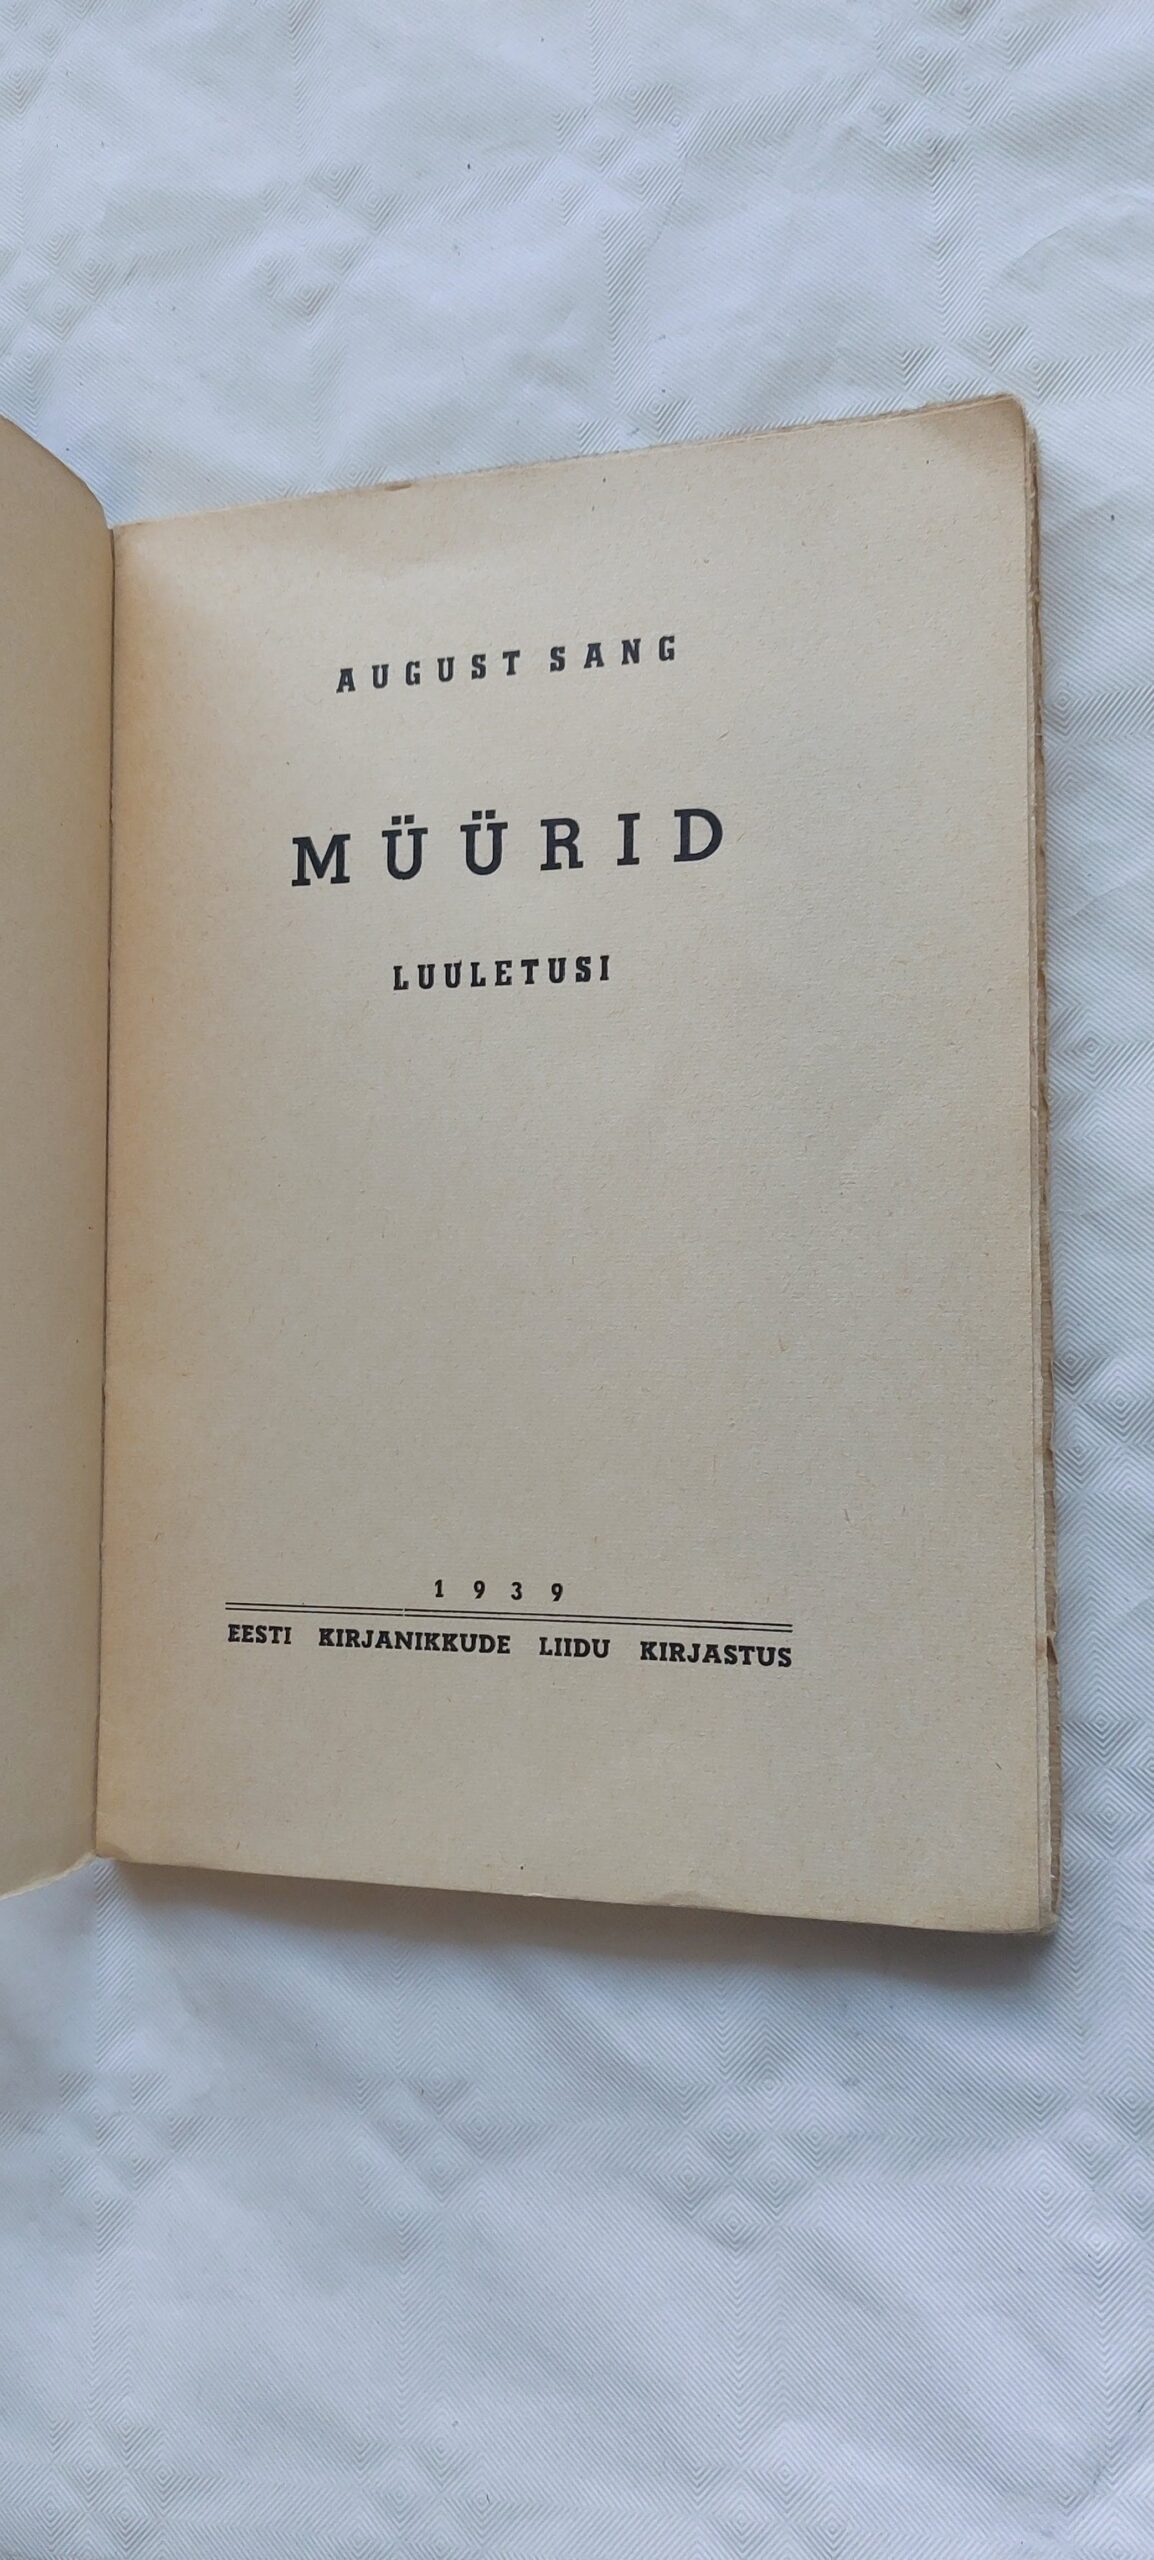 AUGUST SANG
MÜÜRID
LUULETUSI
1939
EESTI KIRJANIKKUDE LIIDU KIRJASTUS